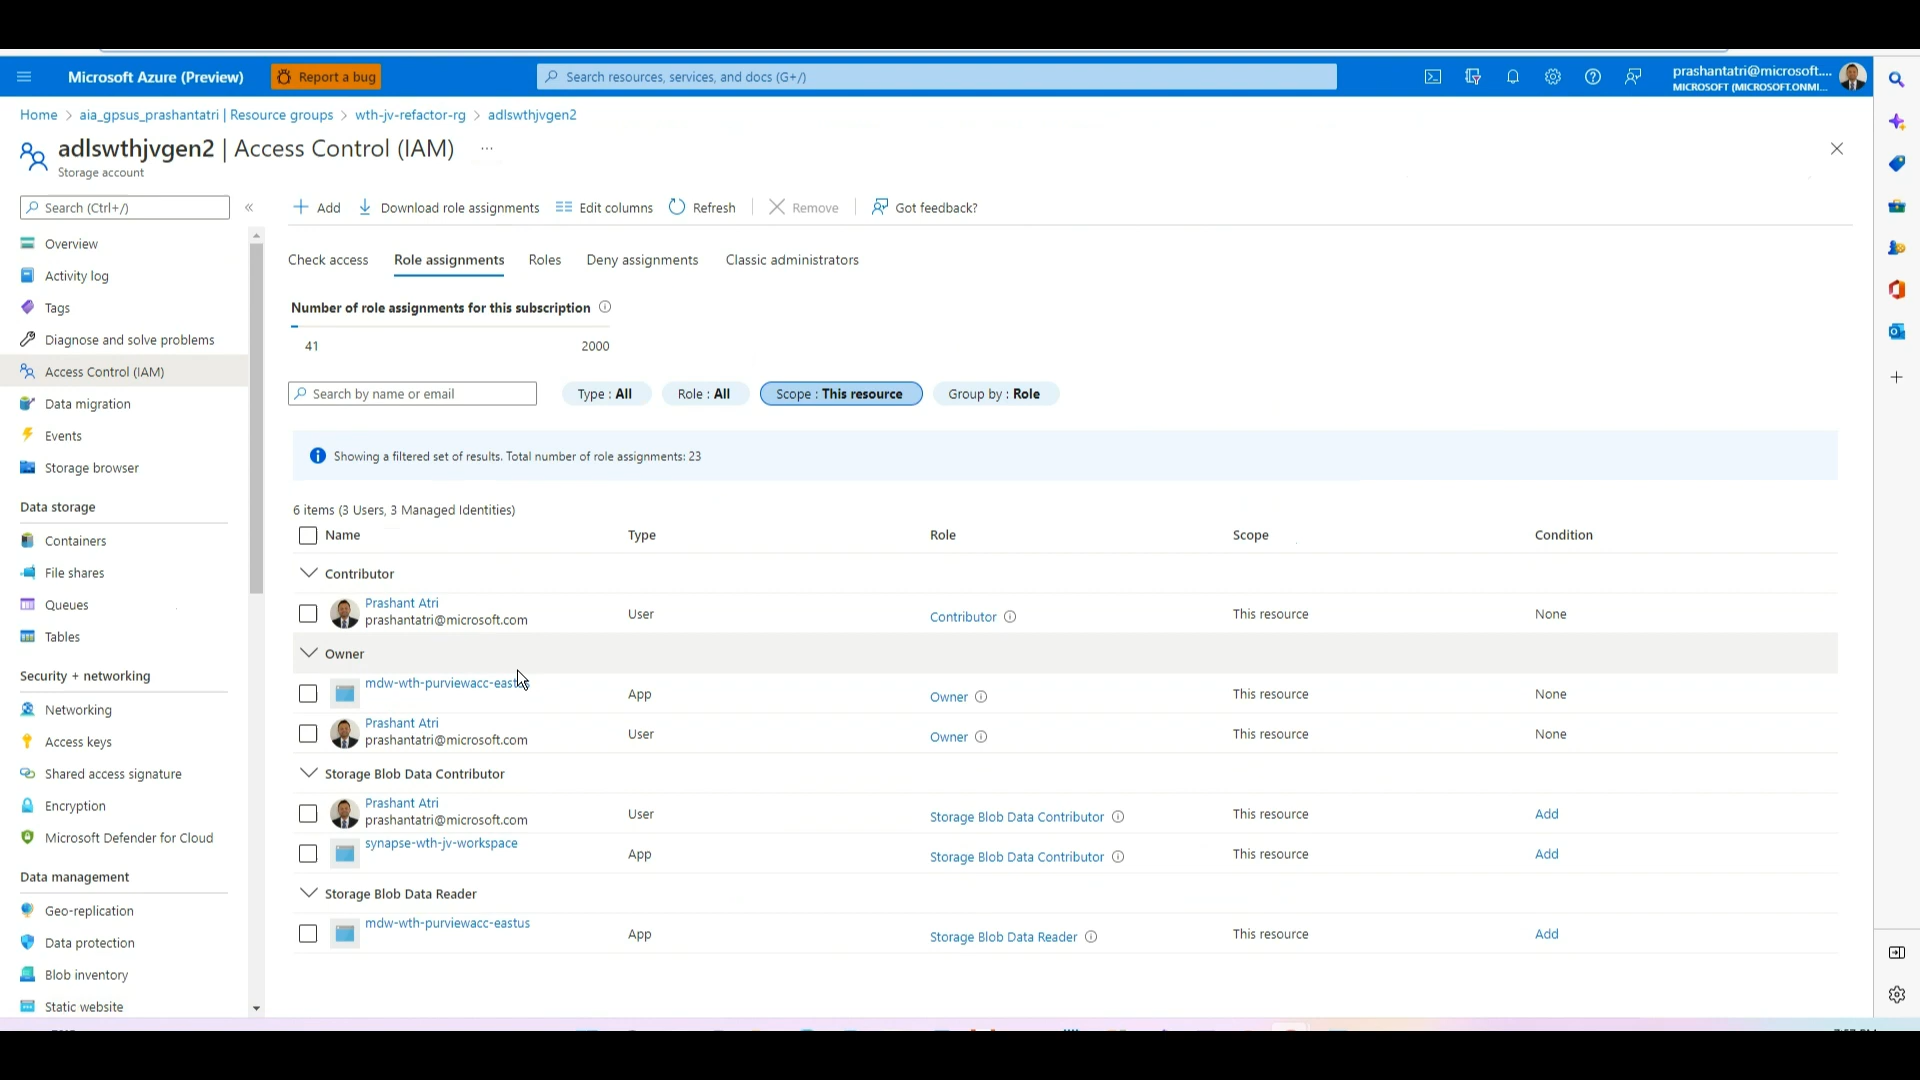 Microsoft Azure (Preview)
Report a bug
Search resources, services, and docs (G+/)
prashantatri@microsoft....
MICROSOFT (MICROSOFT.ONMI...
Home > aia_gpsus_prashantatri | Resource groups > wth-jv-refactor-rg > adlswthjvgen2
adlswthjvgen2 | Access Control (IAM) ...
Storage account
Search (Ctrl+/)
«
Overview
Activity log
Tags
Diagnose and solve problems
Access Control (IAM)
Data migration
Events
Storage browser
Data storage
Containers
File shares
Queues
Tables
Security + networking
Networking
Access keys
Shared access signature
Encryption
Microsoft Defender for Cloud
Data management
Geo-replication
Data protection
Blob inventory
Static website
Add
Download role assignments
Edit columns
Refresh
Remove
Got feedback?
Check access
Role assignments
Roles
Deny assignments
Classic administrators
Number of role assignments for this subscription
41
2000
Search by name or email
Type : All
Role : All
Scope : This resource
Group by : Role
Showing a filtered set of results. Total number of role assignments: 23
6 items (3 Users, 3 Managed Identities)
Name Type Role Scope Condition
Contributor
Prashant Atri
prashantatri@microsoft.com User Contributor This resource None
Owner
mdw-wth-purviewacc-eastus App Owner This resource None
Prashant Atri
prashantatri@microsoft.com User Owner This resource None
Storage Blob Data Contributor
Prashant Atri
prashantatri@microsoft.com User Storage Blob Data Contributor This resource Add
synapse-wth-jv-workspace App Storage Blob Data Contributor This resource Add
Storage Blob Data Reader
mdw-wth-purviewacc-eastus App Storage Blob Data Reader This resource Add